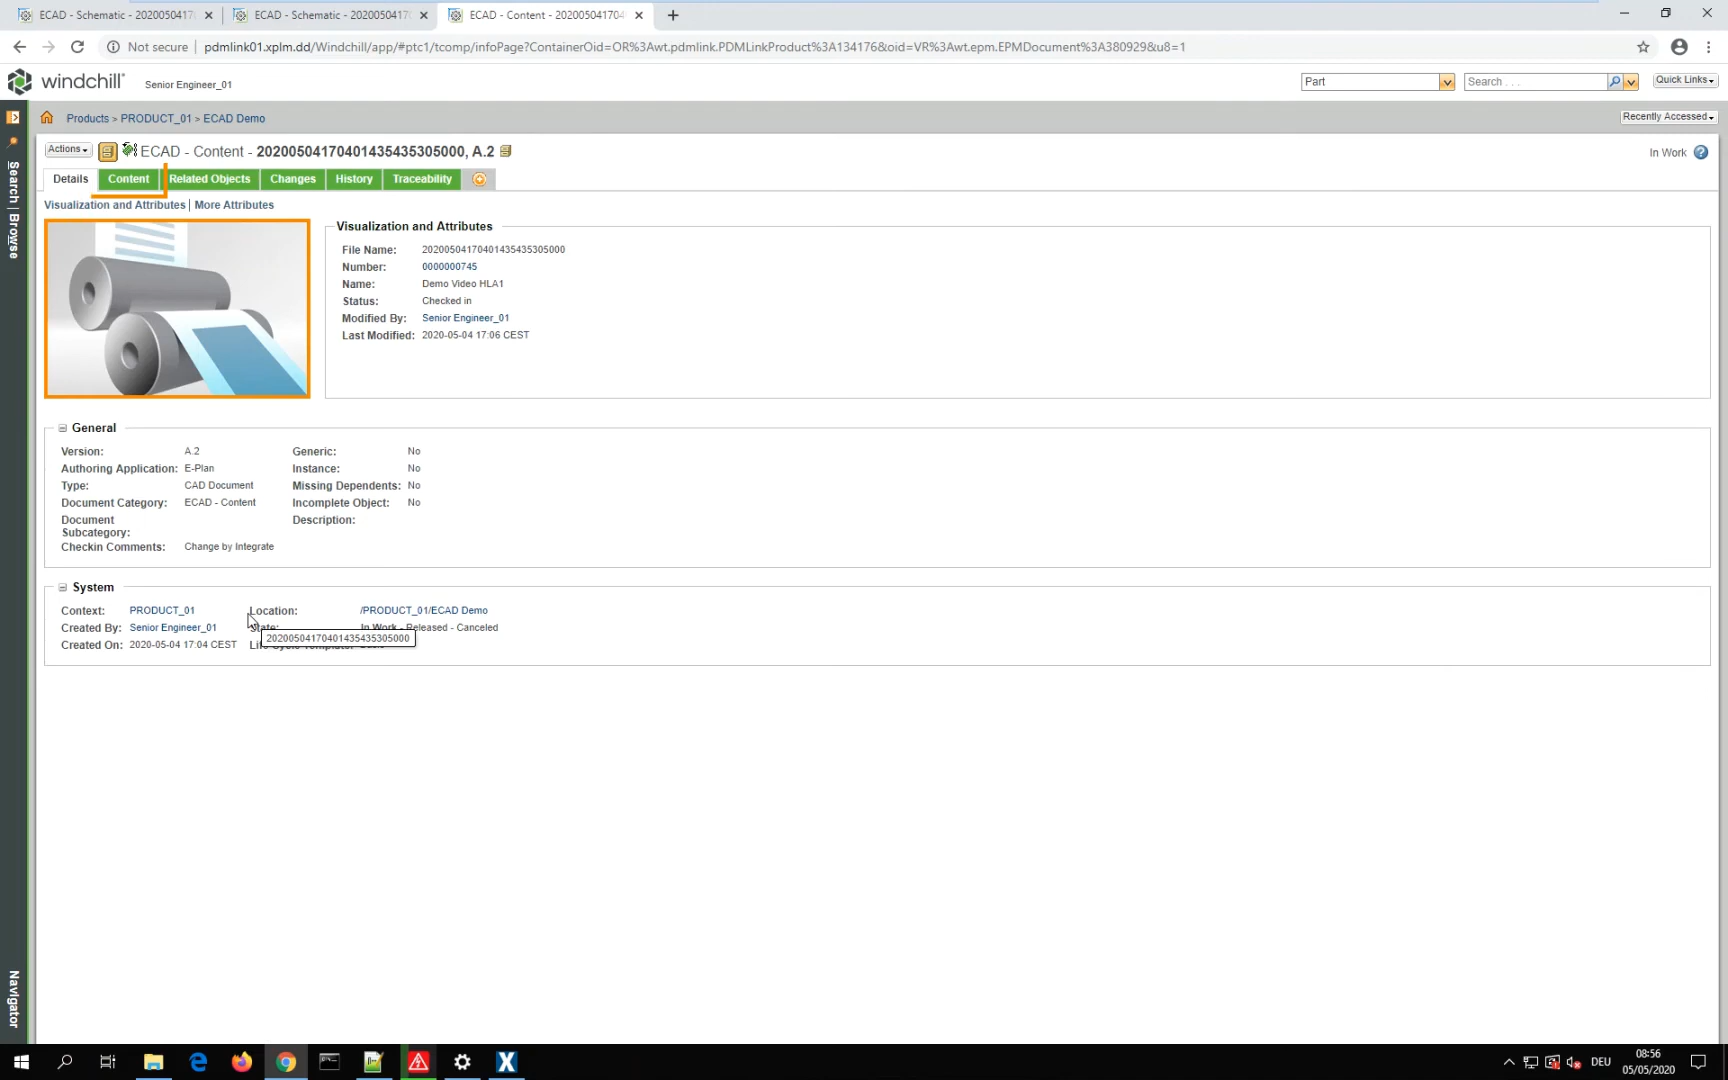 ECAD - Schematic - 2020050417
ECAD - Schematic - 2020050417
ECAD - Content - 202005041704
Not secure | pdmlink01.xplm.dd/Windchill/app/#ptc1/tcomp/infoPage?ContainerOid=OR%3Awt.pdmlink.PDMLinkProduct%3A134176&oid=VR%3Awt.epm.EPMDocument%3A380929&u8=1
windchill
Senior Engineer_01
Part
Search . . .
Quick Links
Products > PRODUCT_01 > ECAD Demo
Recently Accessed
Search | Browse
Actions
ECAD - Content - 20200504170401435435305000, A.2
In Work
Details
Content
Related Objects
Changes
History
Traceability
Visualization and Attributes | More Attributes
Visualization and Attributes
File Name: 20200504170401435435305000
Number: 0000000745
Name: Demo Video HLA1
Status: Checked in
Modified By: Senior Engineer_01
Last Modified: 2020-05-04 17:06 CEST
General
Version: A.2 Generic: No
Authoring Application: E-Plan Instance: No
Type: CAD Document Missing Dependents: No
Document Category: ECAD - Content Incomplete Object: No
Document Description:
Subcategory:
Checkin Comments: Change by Integrate
System
Context: PRODUCT_01 Location: /PRODUCT_01/ECAD Demo
Created By: Senior Engineer_01 State: In Work - Released - Canceled
20200504170401435435305000
Created On: 2020-05-04 17:04 CEST
Navigator
DEU
08:56
05/05/2020